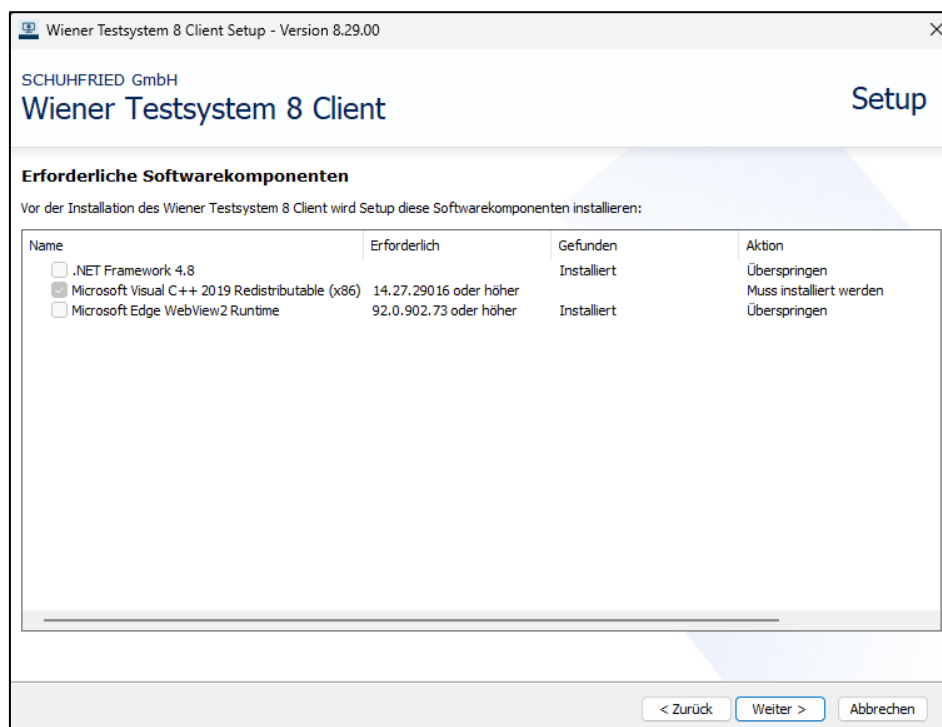 Wiener Testsystem 8 Client Setup - Version 8.29.00
SCHUHFRIED GmbH
Wiener Testsystem 8 Client
Setup
Erforderliche Softwarekomponenten
Vor der Installation des Wiener Testsystem 8 Client wird Setup diese Softwarekomponenten installieren:
Name Erforderlich Gefunden Aktion
.NET Framework 4.8 Installiert Überspringen
Microsoft Visual C++ 2019 Redistributable (x86) 14.27.29016 oder höher Muss installiert werden
Microsoft Edge WebView2 Runtime 92.0.902.73 oder höher Installiert Überspringen
< Zurück Weiter > Abbrechen